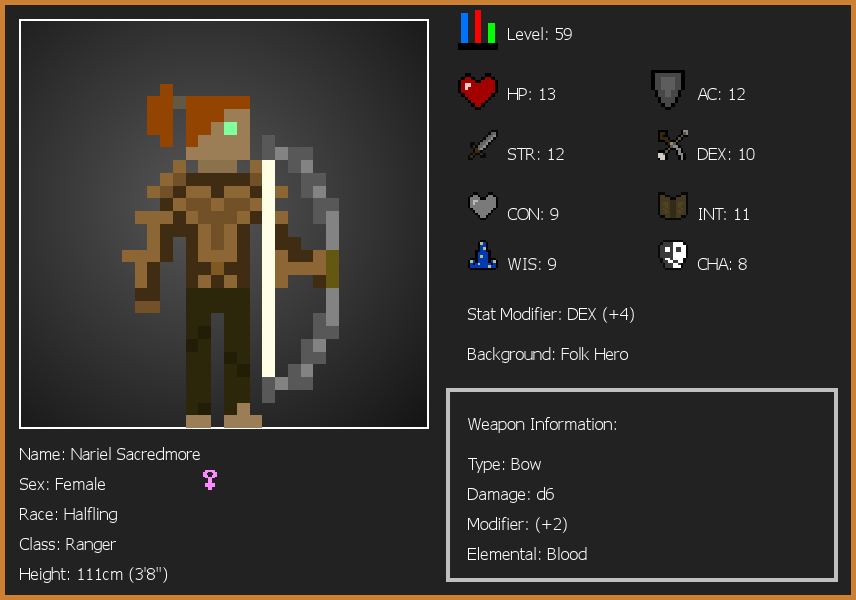 Level: 59
HP: 13
AC: 12
STR: 12
DEX: 10
CON: 9
INT: 11
WIS: 9
CHA: 8
Stat Modifier: DEX (+4)
Background: Folk Hero
Weapon Information:
Type: Bow
Damage: d6
Modifier: (+2)
Elemental: Blood
Name: Nariel Sacredmore
Sex: Female
Race: Halfling
Class: Ranger
Height: 111cm (3'8")